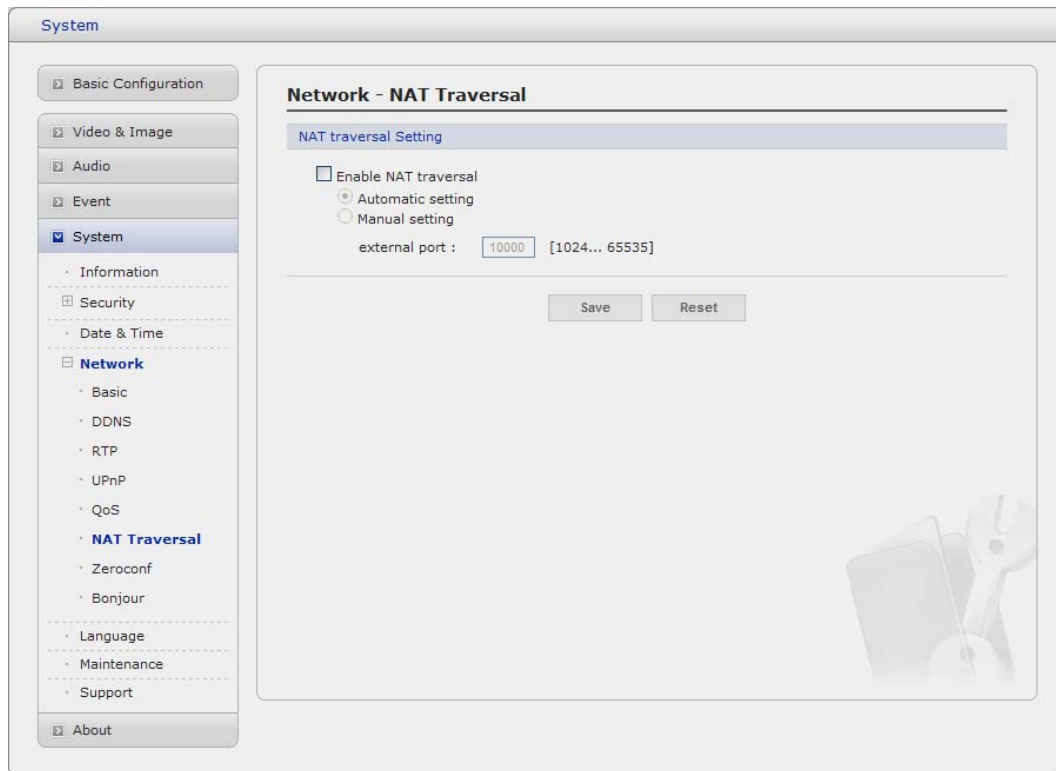 System
Basic Configuration
Video & Image
Audio
Event
System
Information
Security
Date & Time
Network
Basic
DDNS
RTP
UPnP
QoS
NAT Traversal
Zeroconf
Bonjour
Language
Maintenance
Support
About
Network - NAT Traversal
NAT traversal Setting
Enable NAT traversal
Automatic setting
Manual setting
external port : 10000 [1024... 65535]
Save Reset